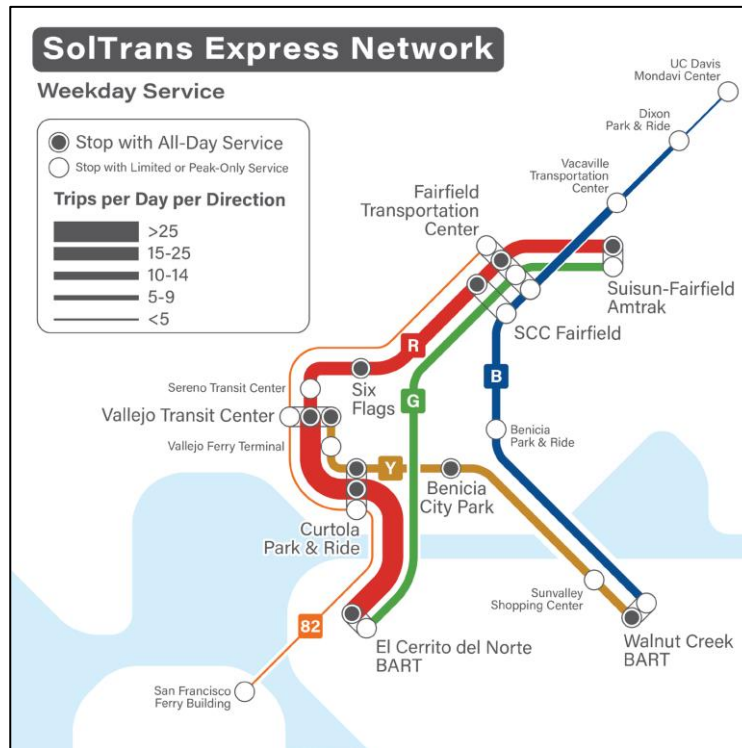 SolTrans Express Network
Weekday Service
Stop with All-Day Service
Stop with Limited or Peak-Only Service
Trips per Day per Direction
>25
15-25
10-14
5-9
<5
UC Davis
Mondavi Center
Dixon
Park & Ride
Vacaville
Transportation
Center
Fairfield
Transportation
Center
Suisun-Fairfield
Amtrak
SCC Fairfield
R
B
G
Six
Flags
Sereno Transit Center
Vallejo Transit Center
Benicia
Park & Ride
Vallejo Ferry Terminal
Y
Benicia
City Park
Curtola
Park & Ride
Sunvalley
Shopping Center
82
El Cerrito del Norte
BART
Walnut Creek
BART
San Francisco
Ferry Building